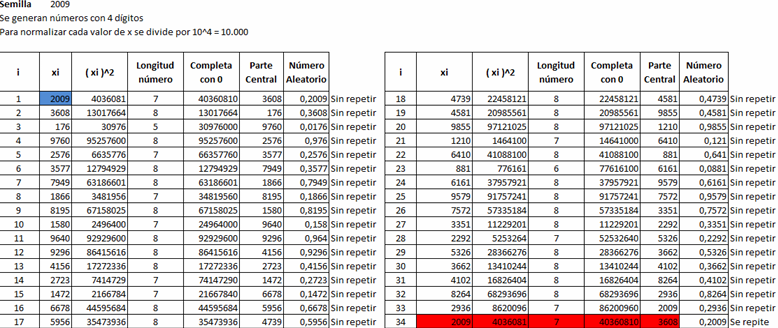 Semilla 2009
Se generan números con 4 dígitos
Para normalizar cada valor de x se divide por 10^4 = 10.000
i xi ( xi )^2 Longitud número Completa con 0 Parte Central Número Aleatorio
1 2009 4036081 7 40360810 3608 0,2009 Sin repetir
2 3608 13017664 8 13017664 176 0,3608 Sin repetir
3 176 30976 5 30976000 9760 0,0176 Sin repetir
4 9760 95257600 8 95257600 2576 0,976 Sin repetir
5 2576 6635776 7 66357760 3577 0,2576 Sin repetir
6 3577 12794929 8 12794929 7949 0,3577 Sin repetir
7 7949 63186601 8 63186601 1866 0,7949 Sin repetir
8 1866 3481956 7 34819560 8195 0,1866 Sin repetir
9 8195 67158025 8 67158025 1580 0,8195 Sin repetir
10 1580 2496400 7 24964000 9640 0,158 Sin repetir
11 9640 92929600 8 92929600 9296 0,964 Sin repetir
12 9296 86415616 8 86415616 4156 0,9296 Sin repetir
13 4156 17272336 8 17272336 2723 0,4156 Sin repetir
14 2723 7414729 7 74147290 1472 0,2723 Sin repetir
15 1472 2166784 7 21667840 6678 0,1472 Sin repetir
16 6678 44595684 8 44595684 5956 0,6678 Sin repetir
17 5956 35473936 8 35473936 4739 0,5956 Sin repetir
i xi ( xi )^2 Longitud número Completa con 0 Parte Central Número Aleatorio
18 4739 22458121 8 22458121 4581 0,4739 Sin repetir
19 4581 20985561 8 20985561 9855 0,4581 Sin repetir
20 9855 97121025 8 97121025 1210 0,9855 Sin repetir
21 1210 1464100 7 14641000 6410 0,121 Sin repetir
22 6410 41088100 8 41088100 881 0,641 Sin repetir
23 881 776161 6 77616100 6161 0,0881 Sin repetir
24 6161 37957921 8 37957921 9579 0,6161 Sin repetir
25 9579 91757241 8 91757241 7572 0,9579 Sin repetir
26 7572 57335184 8 57335184 3351 0,7572 Sin repetir
27 3351 11229201 8 11229201 2292 0,3351 Sin repetir
28 2292 5253264 7 52532640 5326 0,2292 Sin repetir
29 5326 28366276 8 28366276 3662 0,5326 Sin repetir
30 3662 13410244 8 13410244 4102 0,3662 Sin repetir
31 4102 16826404 8 16826404 8264 0,4102 Sin repetir
32 8264 68293696 8 68293696 2936 0,8264 Sin repetir
33 2936 8620096 7 86200960 2009 0,2936 Sin repetir
34 2009 4036081 7 40360810 3608 0,2009 Se repite